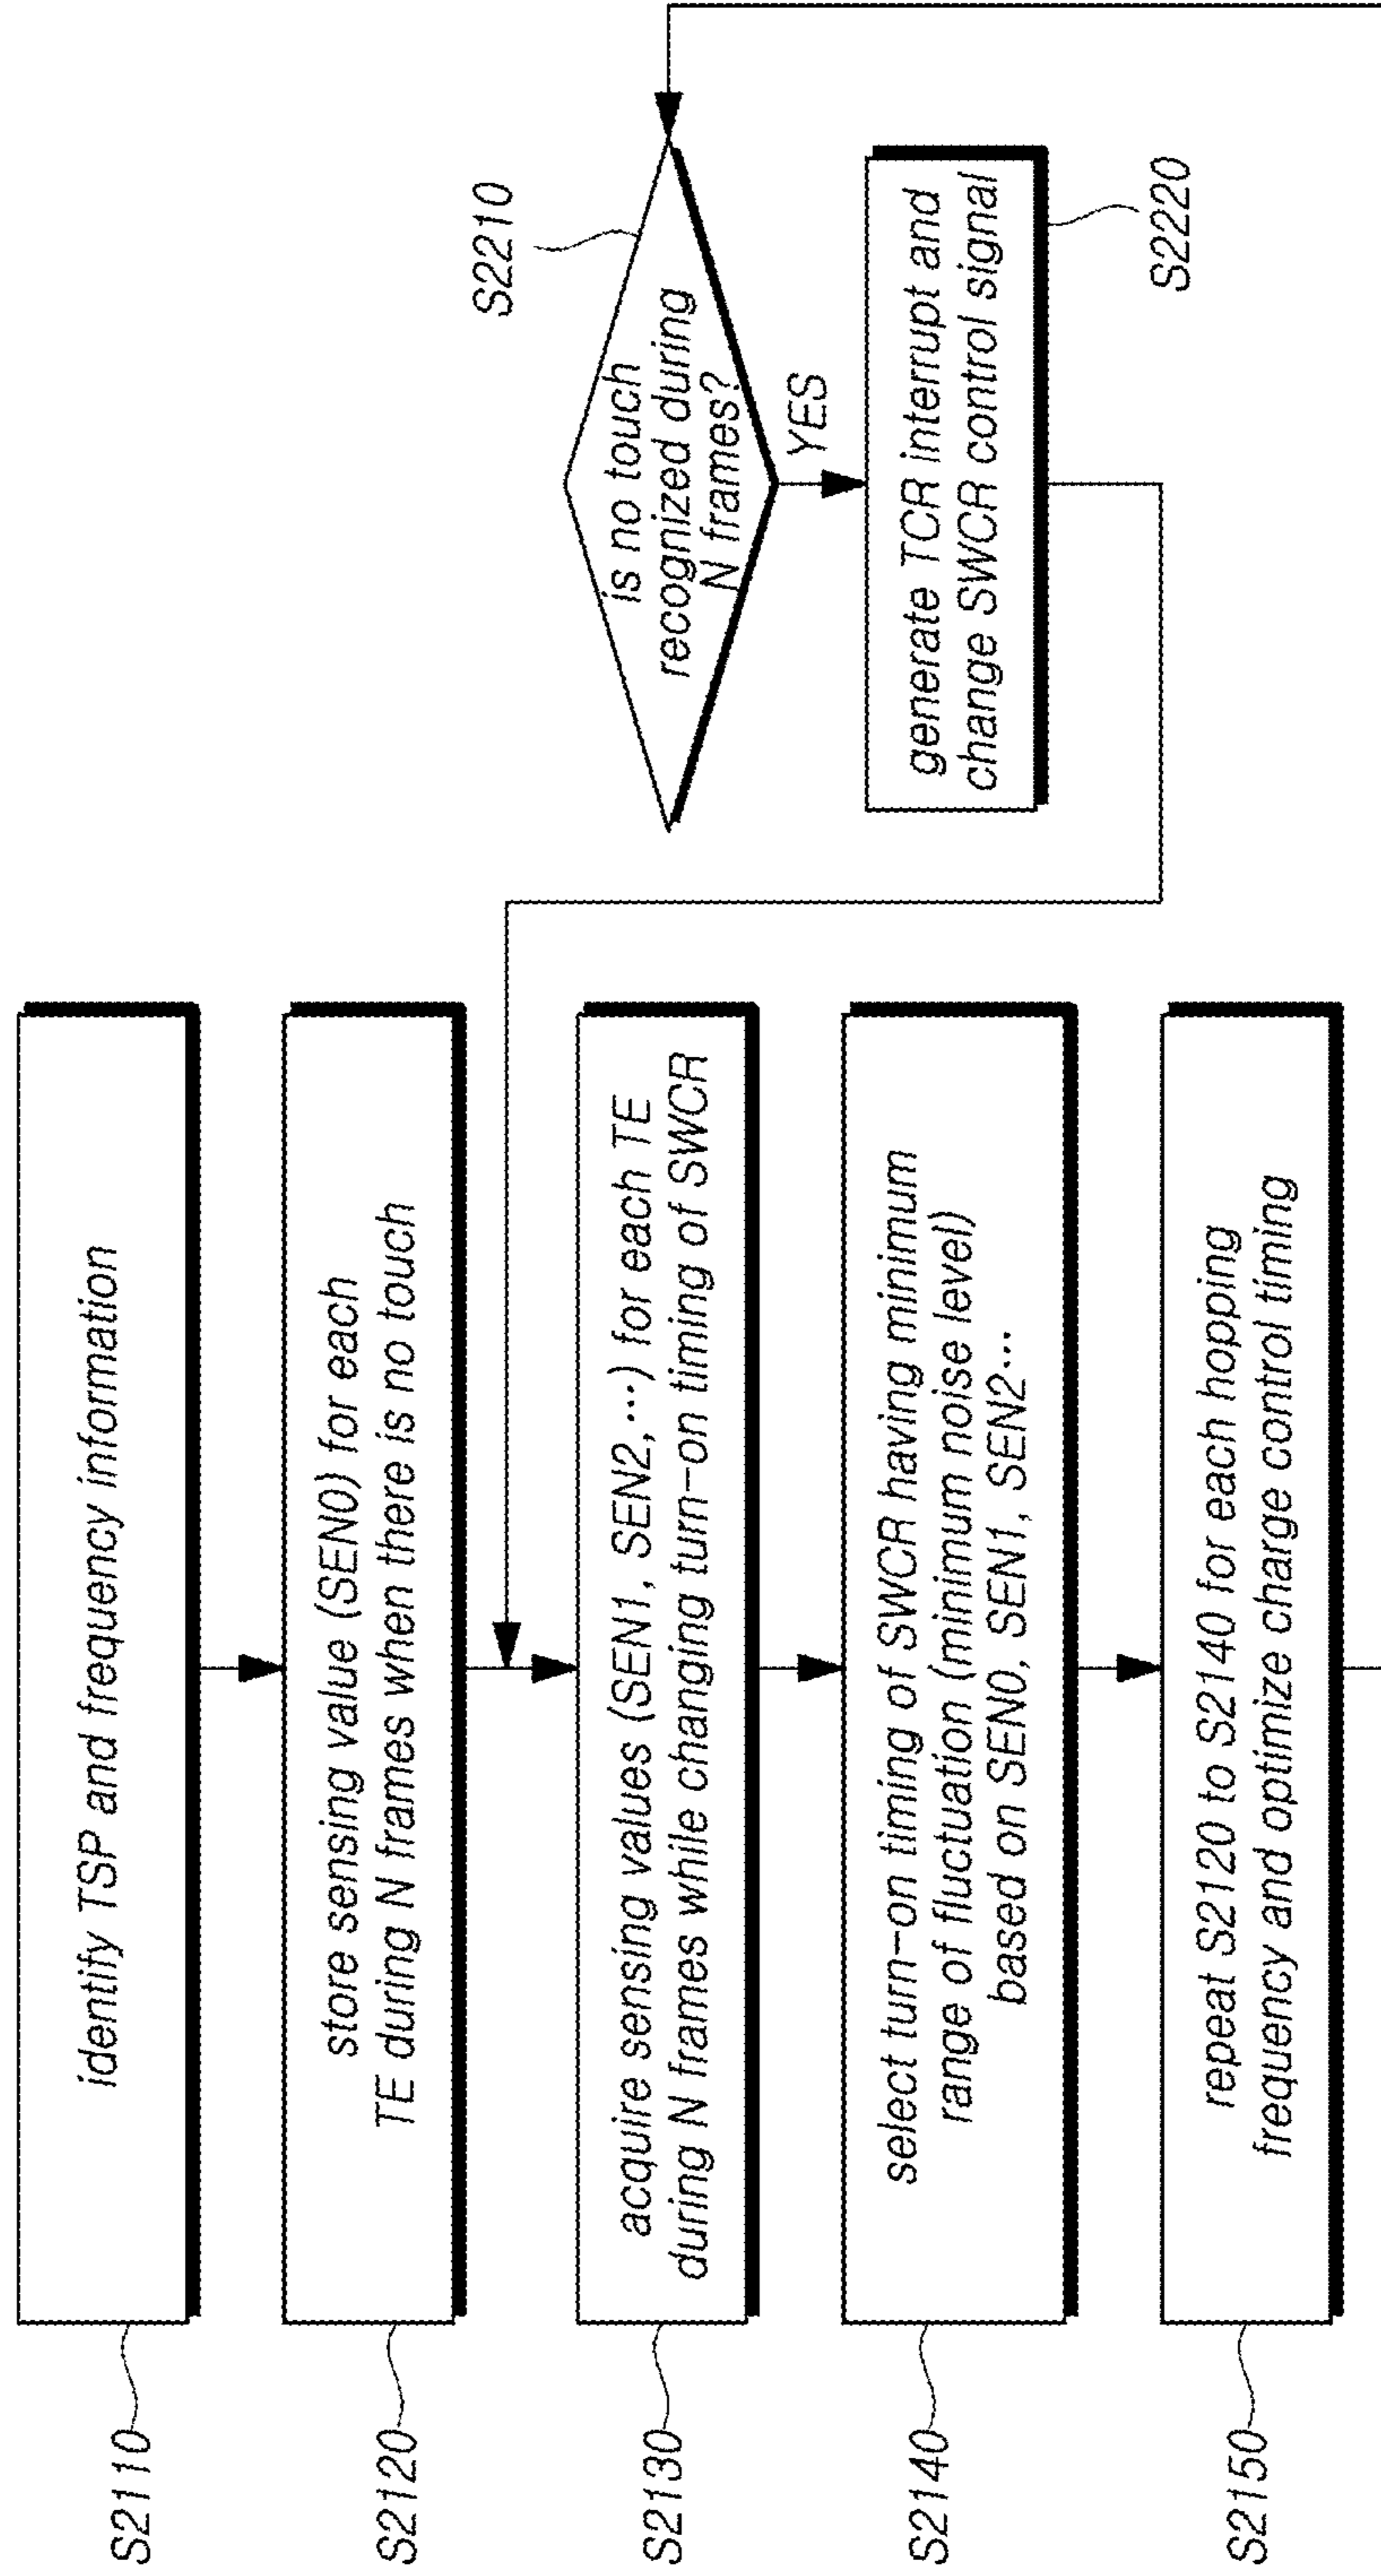 S2110
identify TSP and frequency information
S2120
store sensing value (SEN0) for each
TE during N frames when there is no touch
S2130
acquire sensing values (SEN1, SEN2,···) for each TE
during N frames while changing turn-on timing of SWCR
S2140
select turn-on timing of SWCR having minimum
range of fluctuation (minimum noise level)
based on SEN0, SEN1, SEN2···
S2150
repeat S2120 to S2140 for each hopping
frequency and optimize charge control timing
S2210
is no touch
recognized during
N frames?
YES
generate TCR interrupt and
change SWCR control signal
S2220